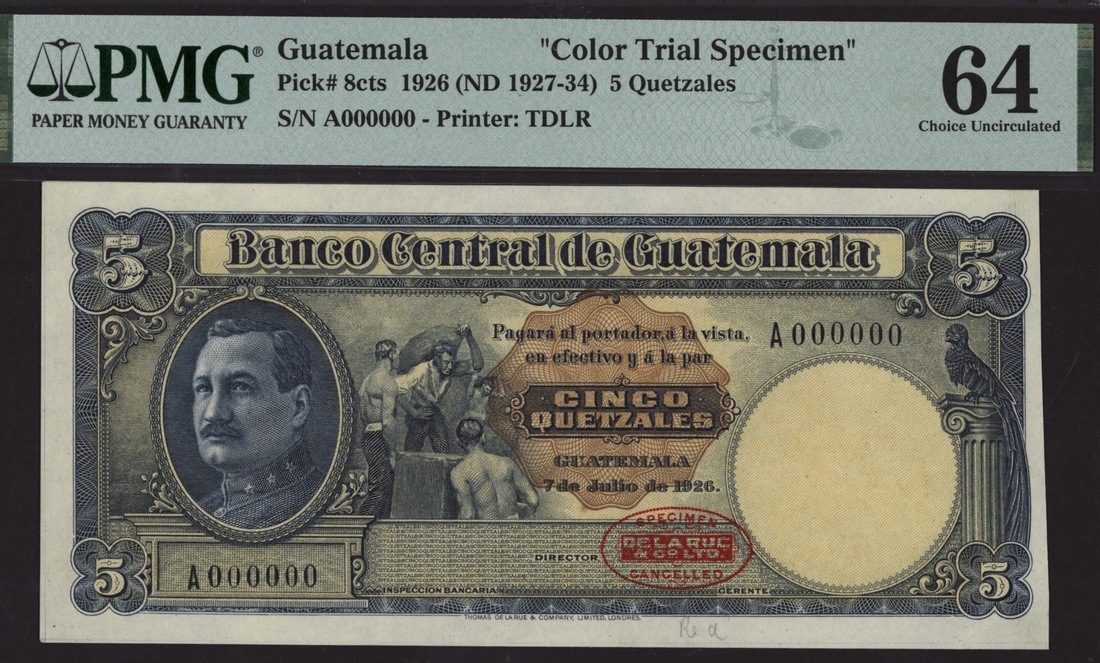 PMG®
PAPER MONEY GUARANTY
Guatemala "Color Trial Specimen"
Pick# 8cts 1926 (ND 1927-34) 5 Quetzales
S/N A000000 - Printer: TDLR
64
Choice Uncirculated
5
Banco Central de Guatemala
5
Pagará al portador, á la vista,
en efectivo y á la par
A000000
CINCO
QUETZALES
GUATEMALA
7 de Julio de 1926.
SPECIMEN
DE LA RUE
& CO. LTD.
CANCELLED
DIRECTOR
A000000
5
INSPECCION BANCARIA
GERENTE
5
THOMAS DE LA RUE & COMPANY, LIMITED, LONDRES.
Red